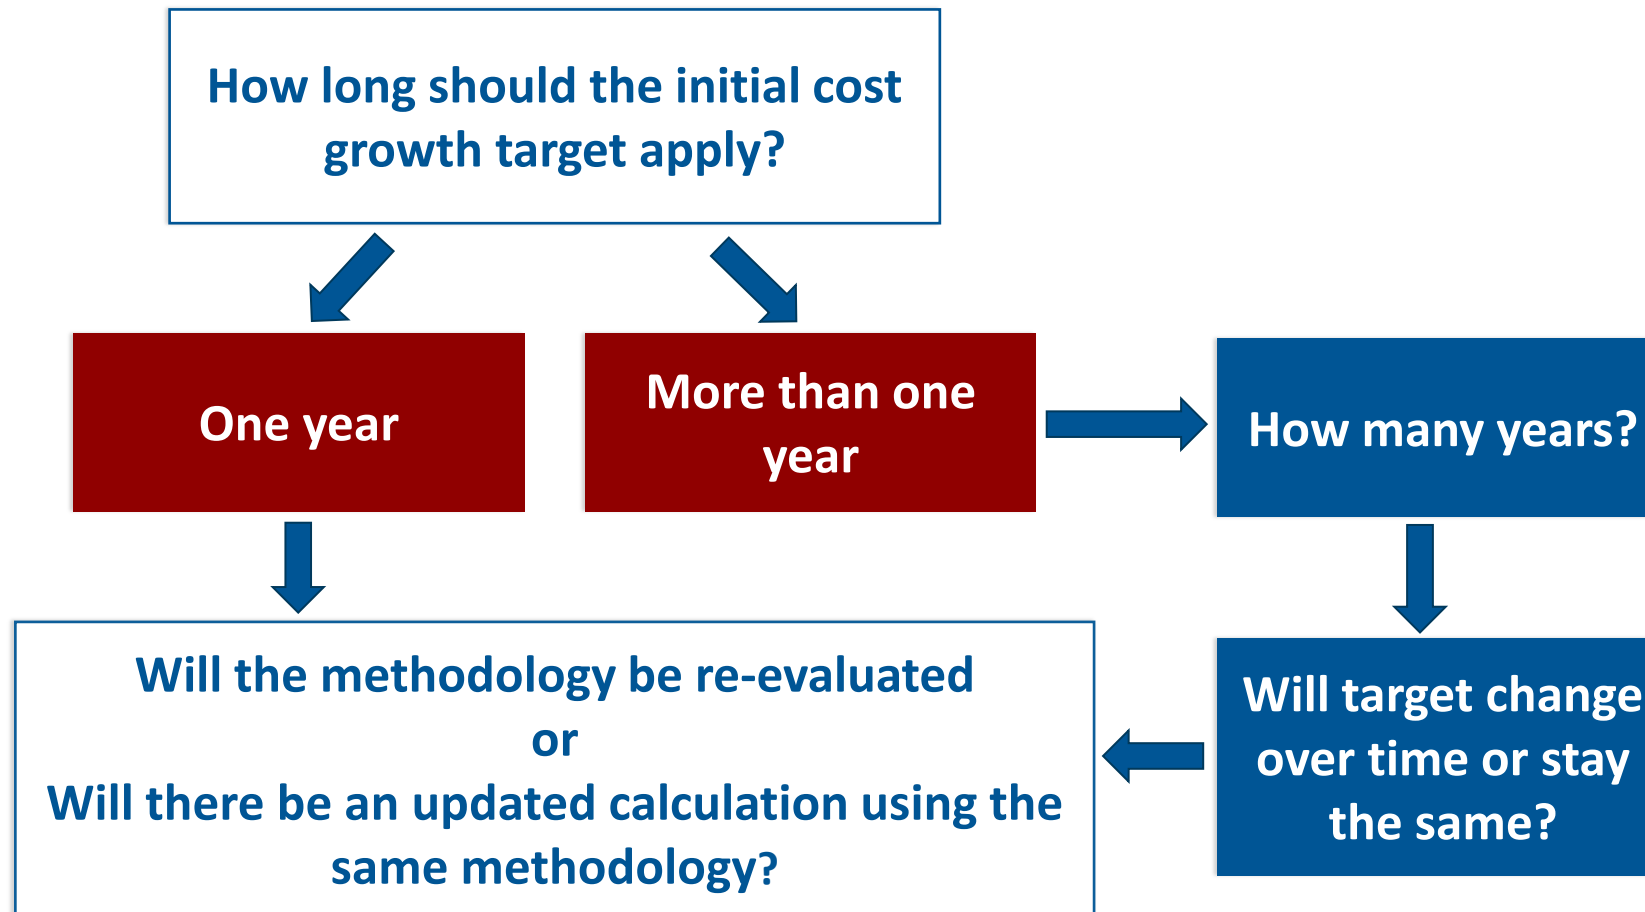 How long should the initial cost
growth target apply?
One year
More than one
year
How many years?
Will target change
over time or stay
the same?
Will the methodology be re-evaluated
or
Will there be an updated calculation using the
same methodology?